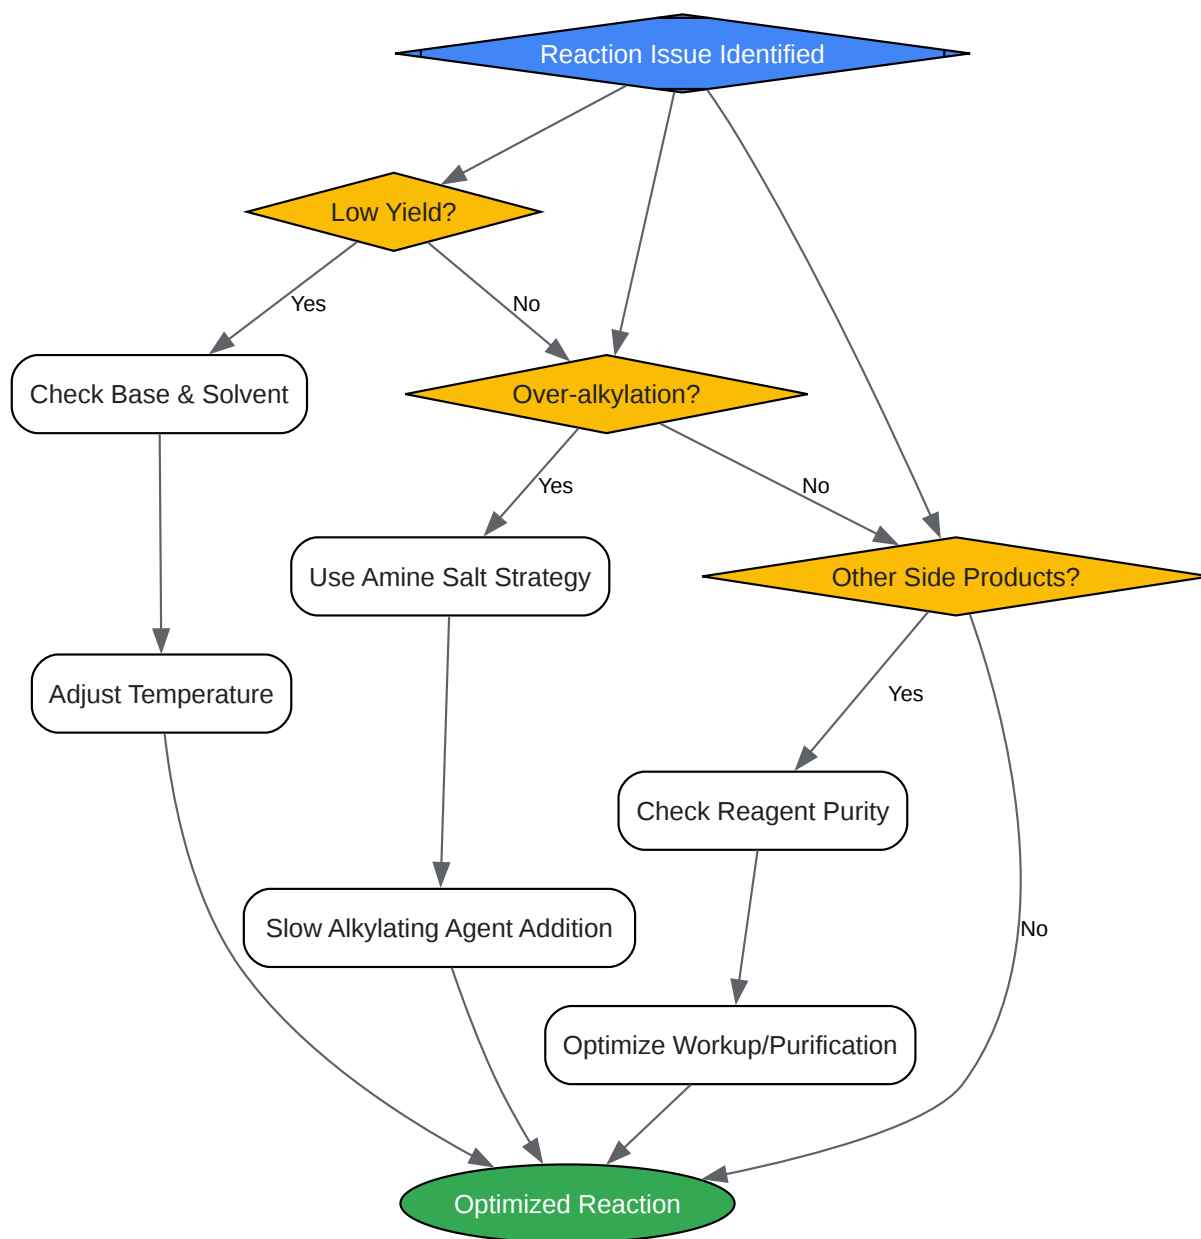 Reaction Issue Identified
Low Yield?
Yes
No
Check Base & Solvent
Over-alkylation?
Yes
No
Use Amine Salt Strategy
Other Side Products?
Adjust Temperature
Yes
Check Reagent Purity
Slow Alkylating Agent Addition
No
Optimize Workup/Purification
Optimized Reaction